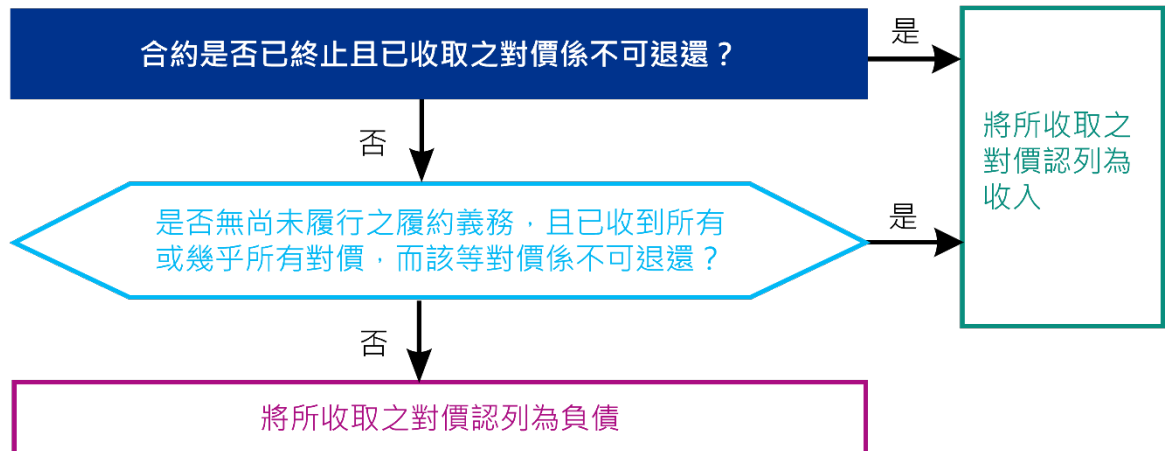 合約是否已終止且已收取之對價係不可退還？
是
否
將所收取之
對價認列為
收入
是否無尚未履行之履約義務，且已收到所有
或幾乎所有對價，而該等對價係不可退還？
是
否
將所收取之對價認列為負債